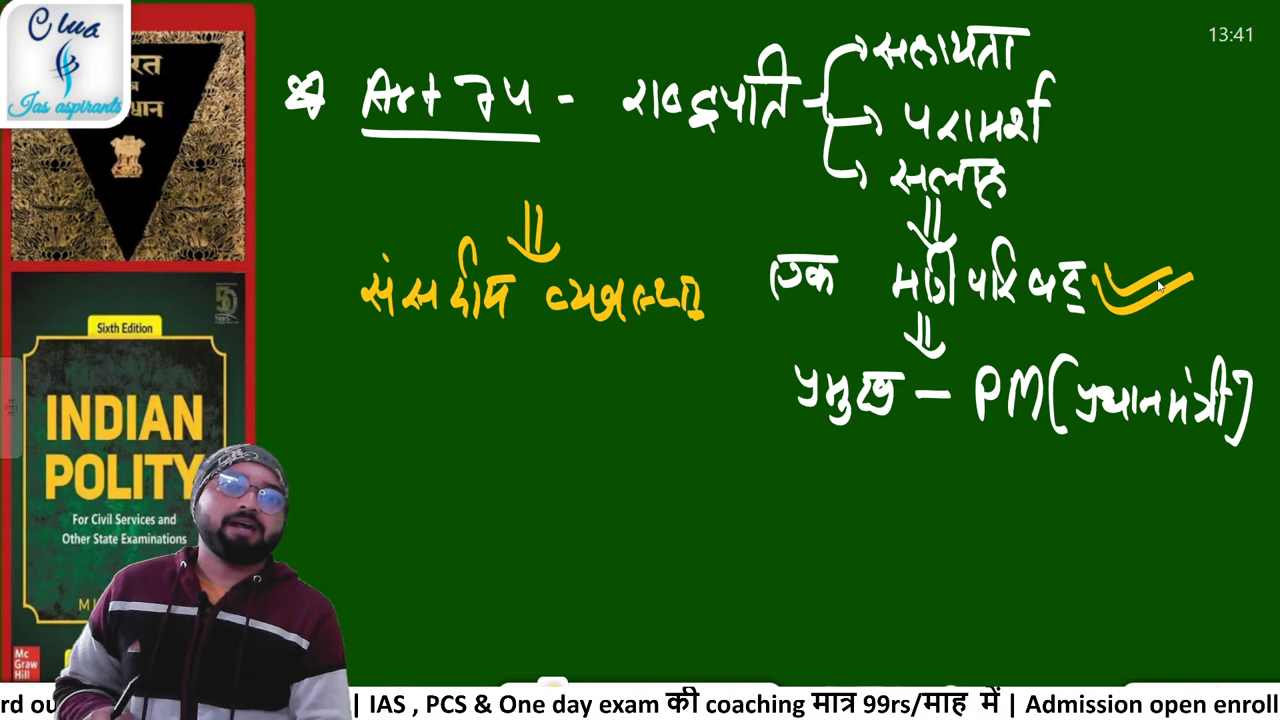 Clua
Ias aspirants
रत
धान
Sixth Edition
50
INDIAN
POLITY
For Civil Services and
Other State Examinations
Mc
Graw
Hill
13:41
Art 74 - राष्ट्रपति
सहायता
परामर्श
सलाह
एक मंत्रीपरिषद
प्रमुख - PM (प्रधानमंत्री)
संसदीय व्यवस्था
| IAS , PCS & One day exam की coaching मात्र 99rs/माह में | Admission open enroll